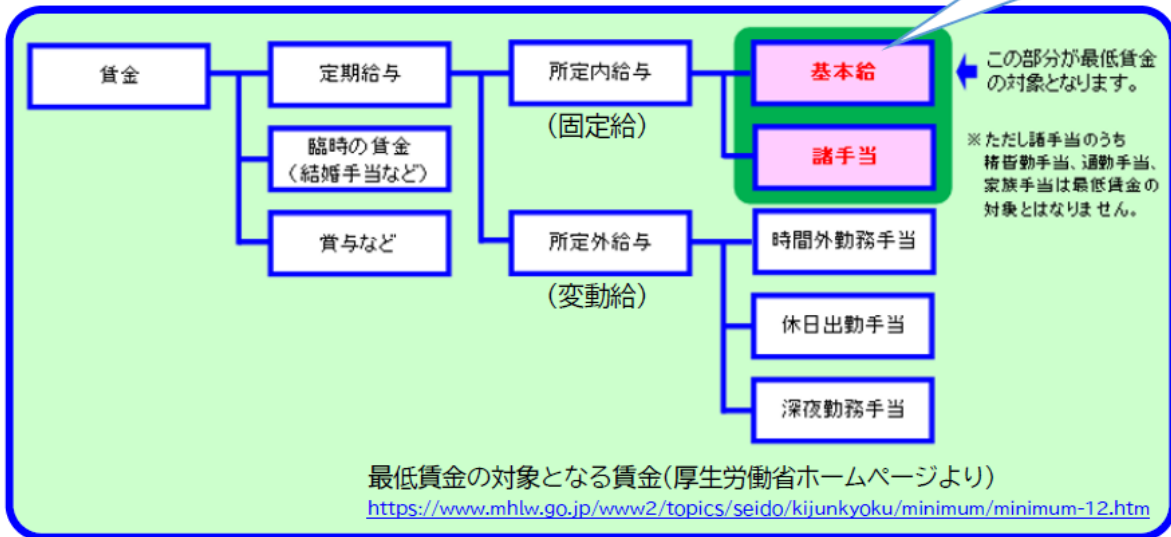 賃金
定期給与
所定内給与
(固定給)
基本給
この部分が最低賃金
の対象となります。
臨時の賃金
(結婚手当など)
諸手当
※ただし諸手当のうち
精皆勤手当、通勤手当、
家族手当は最低賃金の
対象とはなりません。
賞与など
所定外給与
(変動給)
時間外勤務手当
休日出勤手当
深夜勤務手当
最低賃金の対象となる賃金(厚生労働省ホームページより)
https://www.mhlw.go.jp/www2/topics/seido/kijunkyoku/minimum/minimum-12.htm